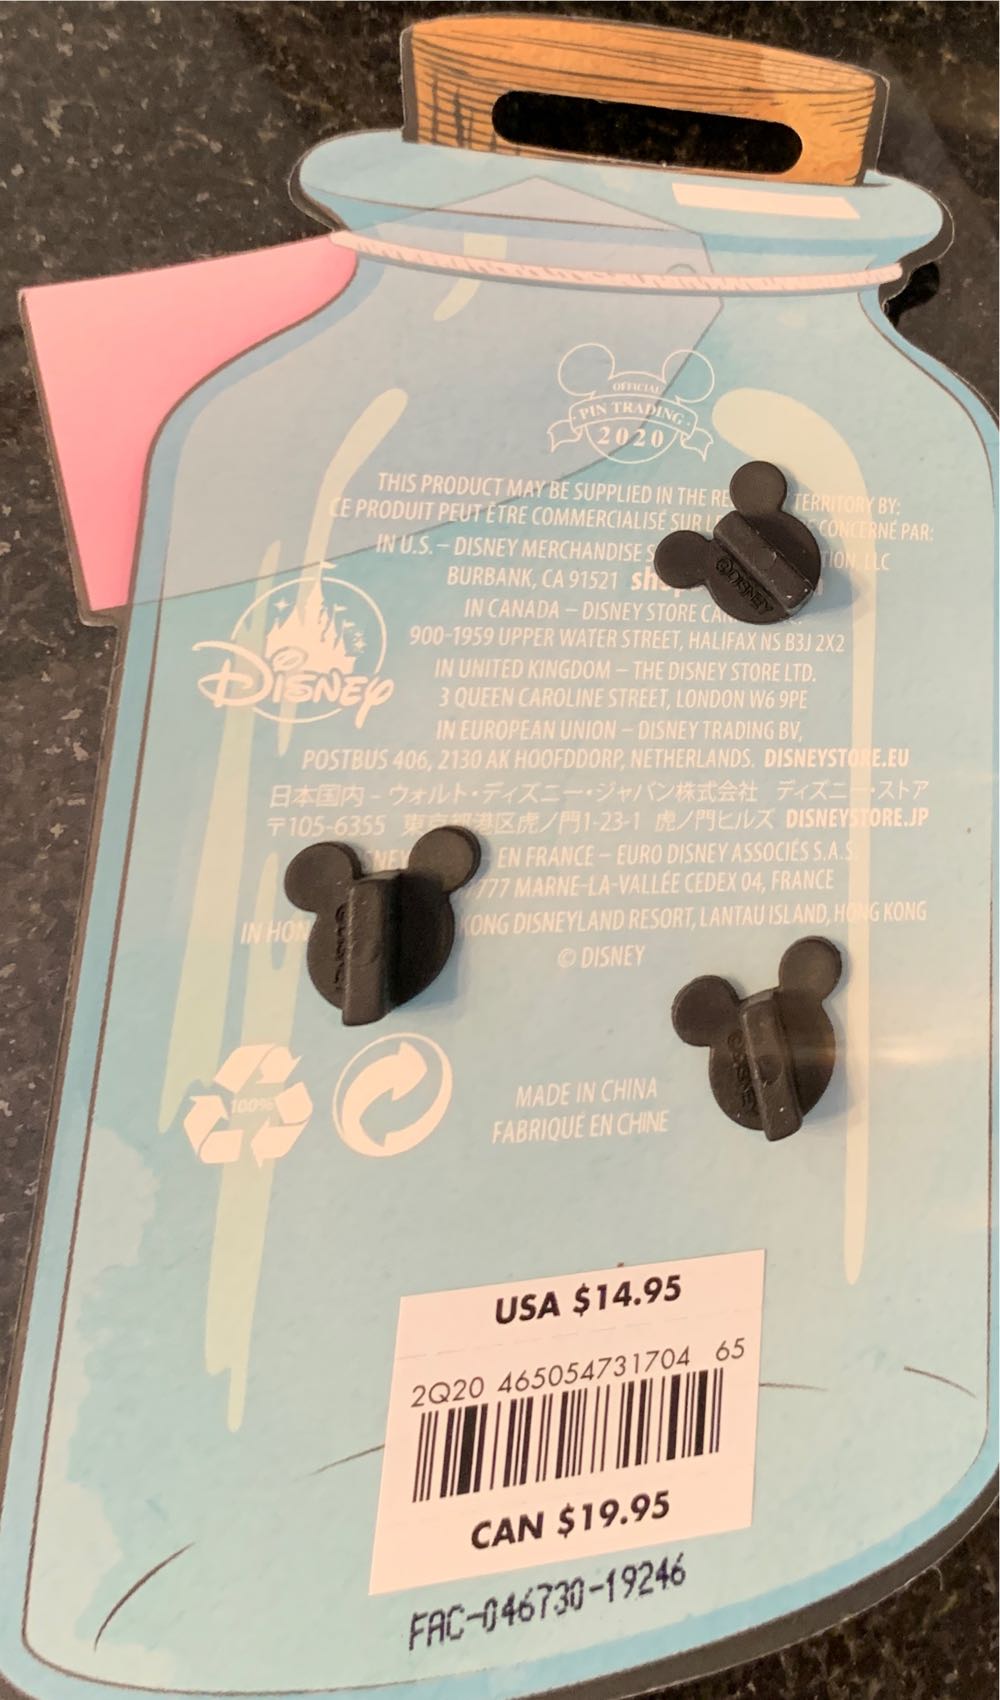 OFFICIAL
PIN TRADING
2020
THIS PRODUCT MAY BE SUPPLIED IN THE TERRITORY BY:
CE PRODUIT PEUT ÊTRE COMMERCIALISÉ SUR CONCERNÉ PAR:
IN U.S. – DISNEY MERCHANDISE LLC
BURBANK, CA 91521
IN CANADA – DISNEY STORE
900-1959 UPPER WATER STREET, HALIFAX NS B3J 2X2
IN UNITED KINGDOM – THE DISNEY STORE LTD.
3 QUEEN CAROLINE STREET, LONDON W6 9PE
IN EUROPEAN UNION – DISNEY TRADING BV,
POSTBUS 406, 2130 AK HOOFDDORP, NETHERLANDS. DISNEYSTORE.EU
日本国内 – ウォルト・ディズニー・ジャパン株式会社 ディズニー・ストア
〒105-6355 東京都港区虎ノ門1-23-1 虎ノ門ヒルズ DISNEYSTORE.JP
EN FRANCE – EURO DISNEY ASSOCIÉS S.A.S.
MARNE-LA-VALLÉE CEDEX 04, FRANCE
IN KONG DISNEYLAND RESORT, LANTAU ISLAND, HONG KONG
© DISNEY
DISNEY
©DISNEY
©DISNEY
100%
MADE IN CHINA
FABRIQUÉ EN CHINE
USA $14.95
2Q20 465054731704 65
CAN $19.95
FAC-046730-19246